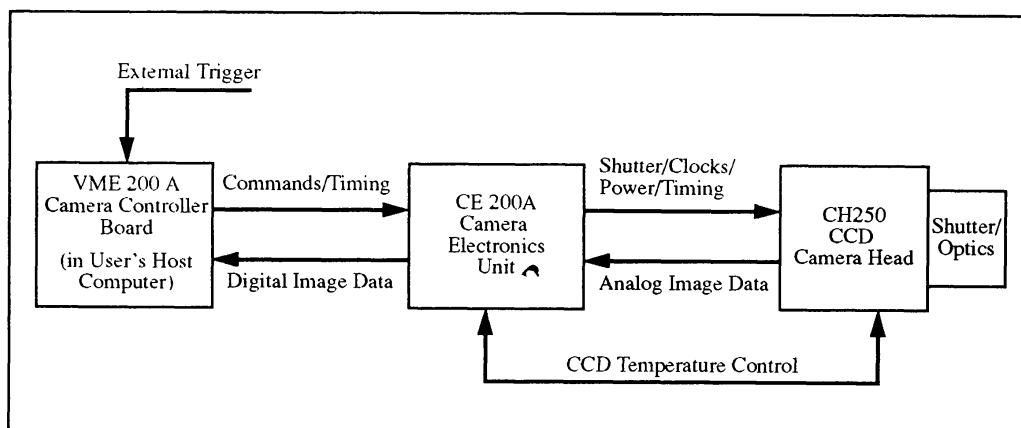 External Trigger
VME 200 A
Camera Controller
Board
(in User's Host
Computer)
Commands/Timing
Digital Image Data
CE 200A
Camera
Electronics
Unit
Shutter/Clocks/
Power/Timing
Analog Image Data
CH250
CCD
Camera Head
Shutter/
Optics
CCD Temperature Control